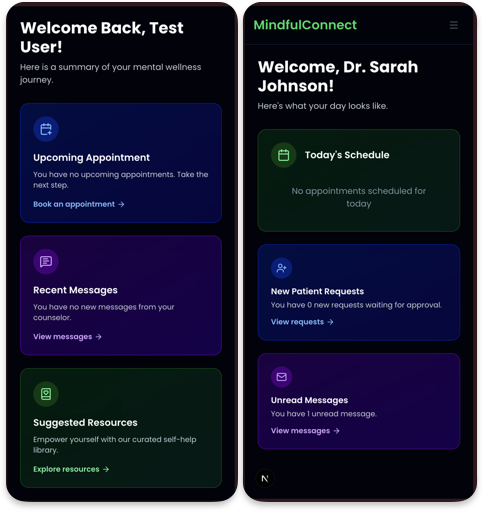 Welcome Back, Test
User!
Here is a summary of your mental wellness
journey.
Upcoming Appointment
You have no upcoming appointments. Take the
next step.
Book an appointment →
Recent Messages
You have no new messages from your
counselor.
View messages →
Suggested Resources
Empower yourself with our curated self-help
library.
Explore resources →
MindfulConnect
Welcome, Dr. Sarah
Johnson!
Here's what your day looks like.
Today's Schedule
No appointments scheduled for
today
New Patient Requests
You have 0 new requests waiting for approval.
View requests →
Unread Messages
You have 1 unread message.
View messages →
N